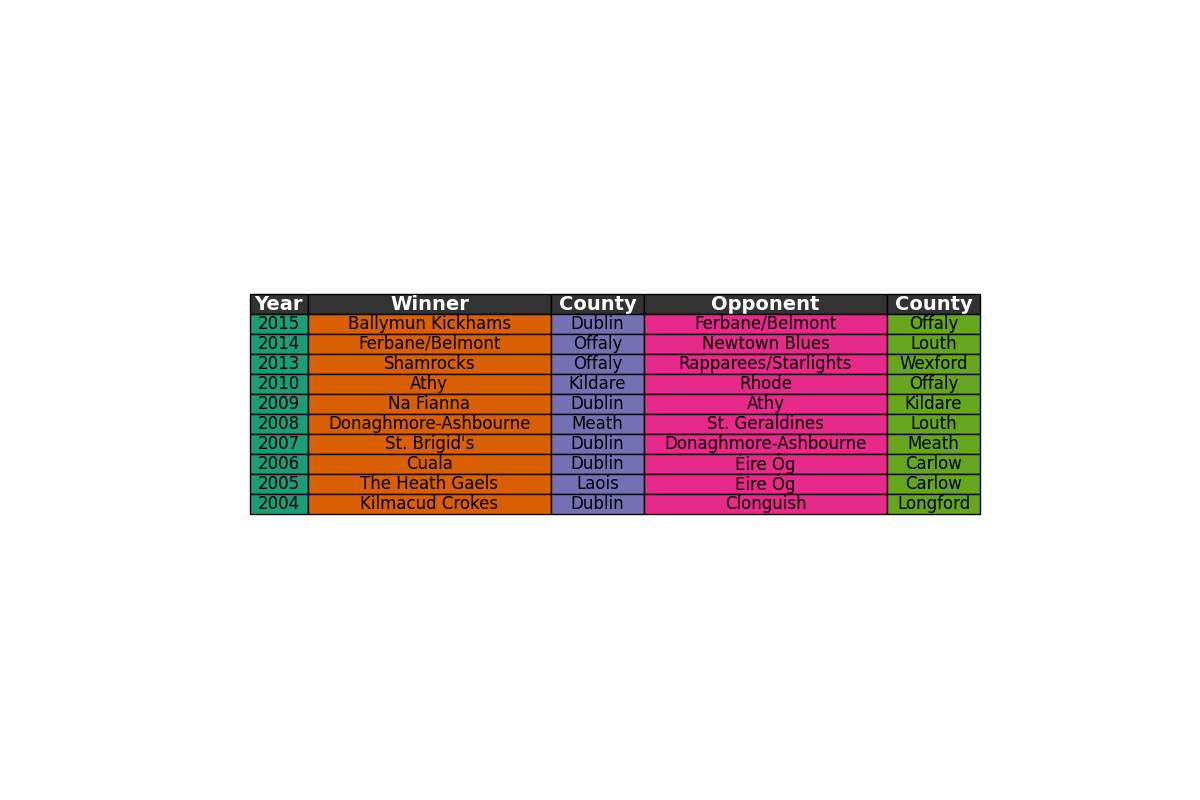 Year Winner County Opponent County
2015 Ballymun Kickhams Dublin Ferbane/Belmont Offaly
2014 Ferbane/Belmont Offaly Newtown Blues Louth
2013 Shamrocks Offaly Rapparees/Starlights Wexford
2010 Athy Kildare Rhode Offaly
2009 Na Fianna Dublin Athy Kildare
2008 Donaghmore-Ashbourne Meath St. Geraldines Louth
2007 St. Brigid's Dublin Donaghmore-Ashbourne Meath
2006 Cuala Dublin Eire Óg Carlow
2005 The Heath Gaels Laois Eire Óg Carlow
2004 Kilmacud Crokes Dublin Clonguish Longford